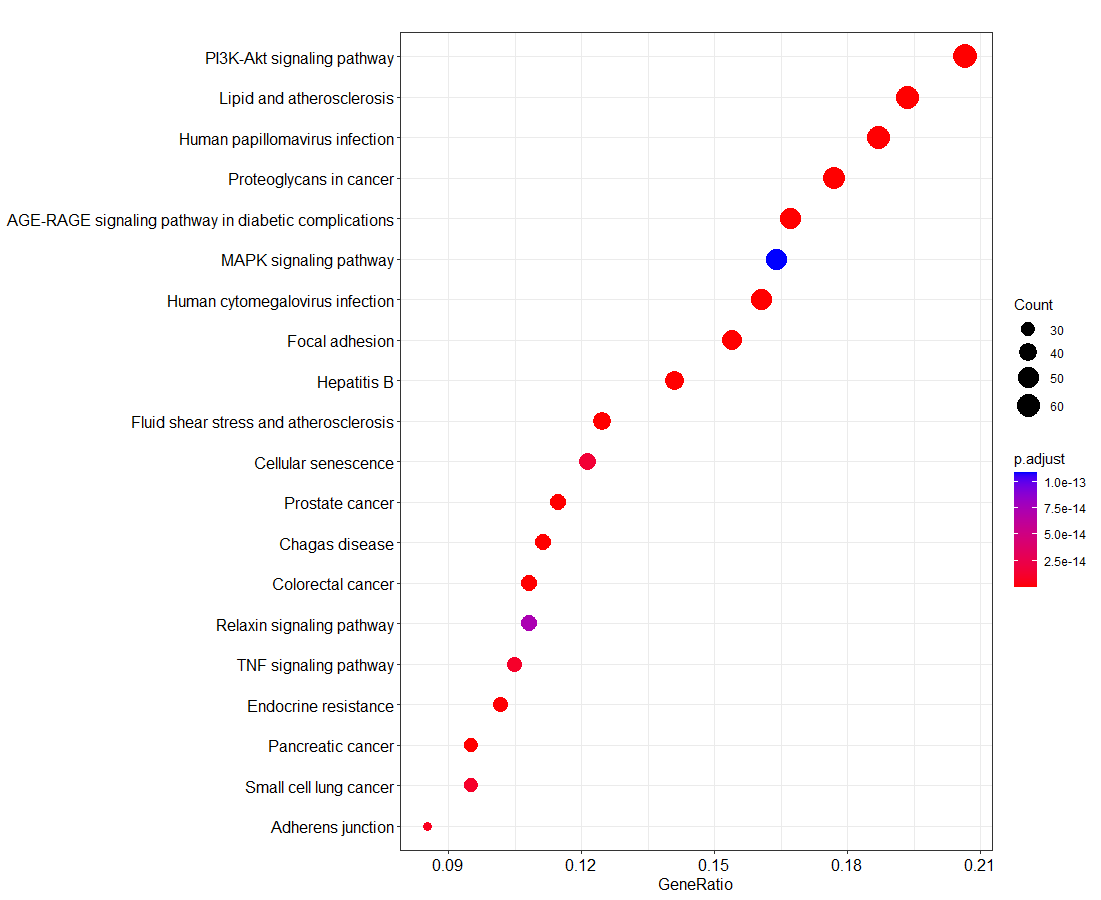 PI3K-Akt signaling pathway
Lipid and atherosclerosis
Human papillomavirus infection
Proteoglycans in cancer
AGE-RAGE signaling pathway in diabetic complications
MAPK signaling pathway
Human cytomegalovirus infection
Focal adhesion
Hepatitis B
Fluid shear stress and atherosclerosis
Cellular senescence
Prostate cancer
Chagas disease
Colorectal cancer
Relaxin signaling pathway
TNF signaling pathway
Endocrine resistance
Pancreatic cancer
Small cell lung cancer
Adherens junction
0.09 0.12 0.15 0.18 0.21
GeneRatio
Count
30
40
50
60
p.adjust
1.0e-13
7.5e-14
5.0e-14
2.5e-14